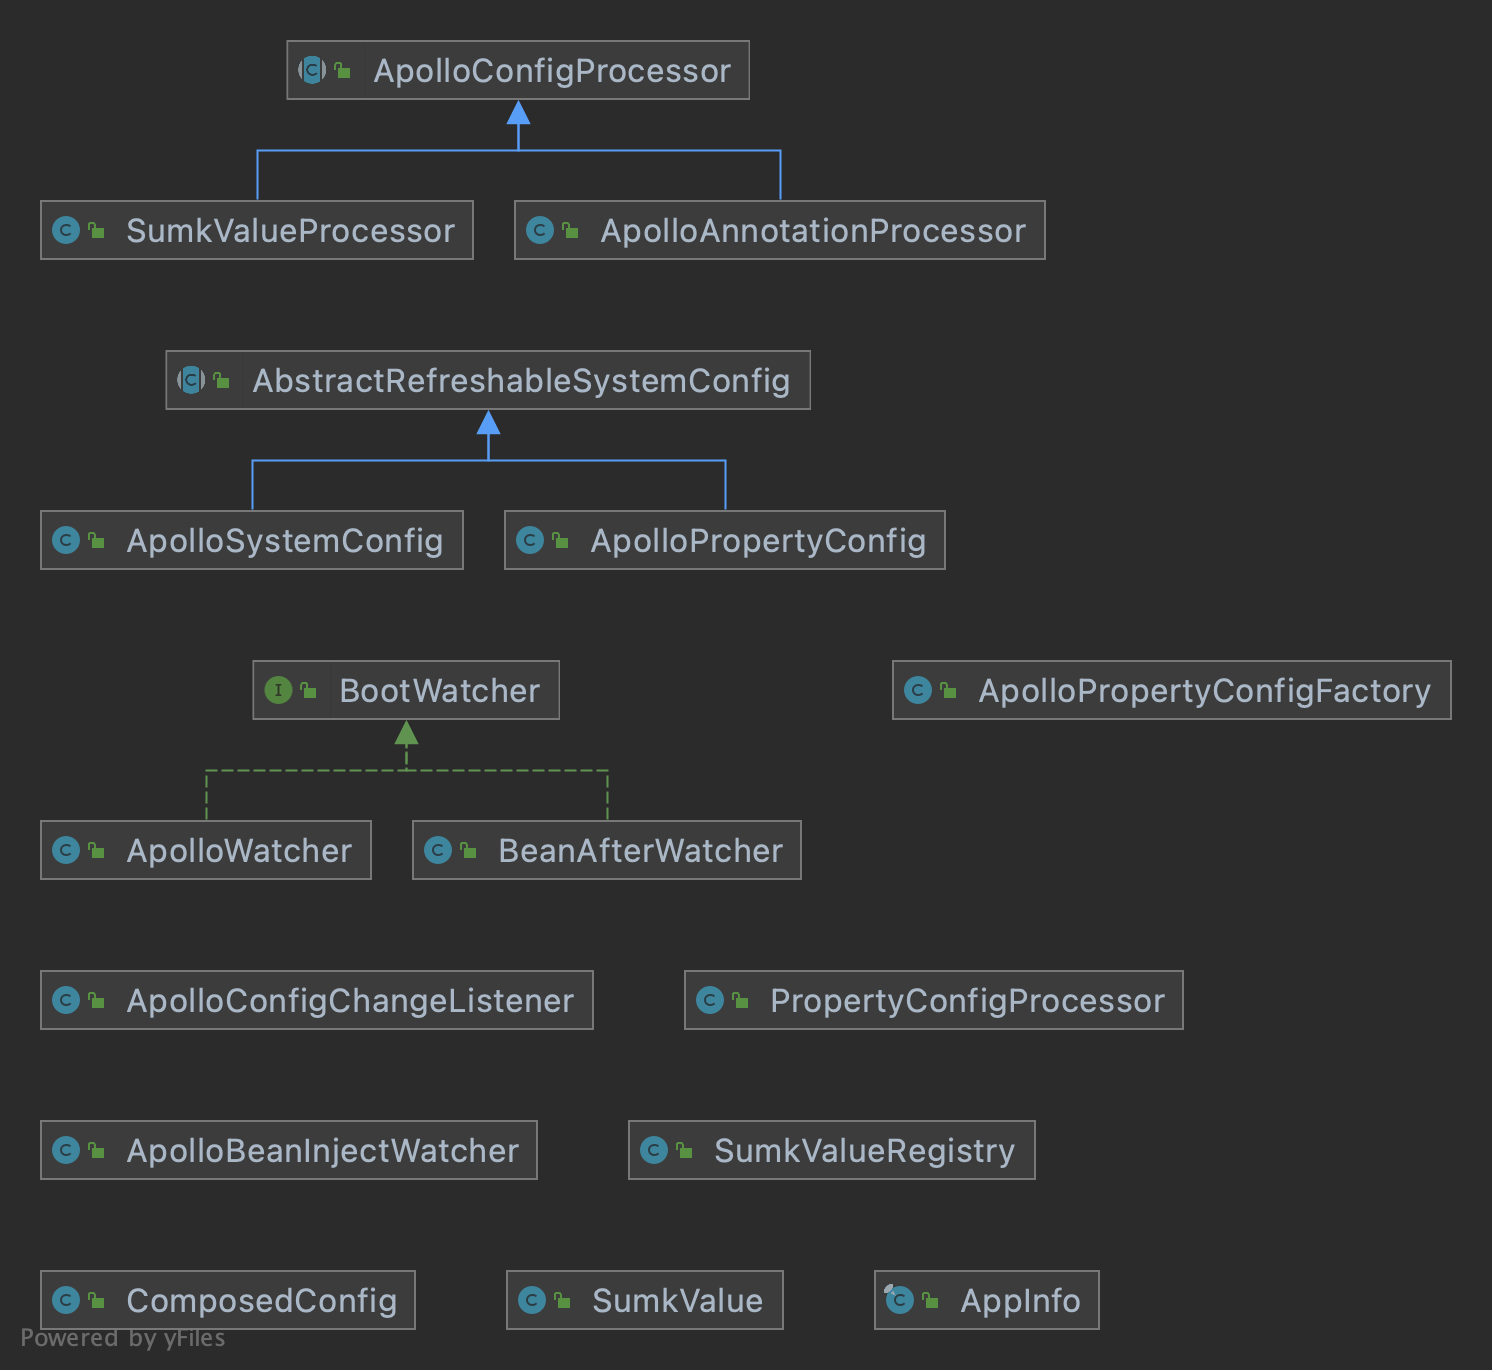 ApolloConfigProcessor
SumkValueProcessor
ApolloAnnotationProcessor
AbstractRefreshableSystemConfig
ApolloSystemConfig
ApolloPropertyConfig
BootWatcher
ApolloPropertyConfigFactory
ApolloWatcher
BeanAfterWatcher
ApolloConfigChangeListener
PropertyConfigProcessor
ApolloBeanInjectWatcher
SumkValueRegistry
ComposedConfig
SumkValue
AppInfo
Powered by yFiles